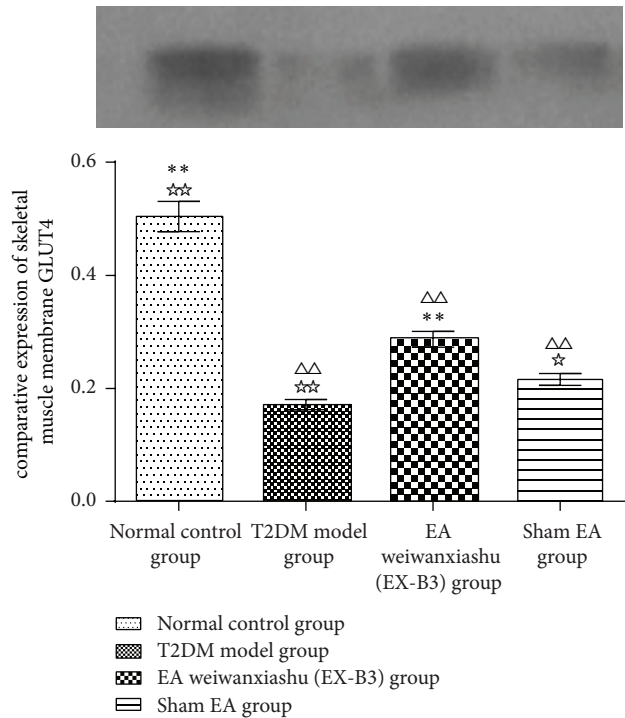 comparative expression of skeletal
muscle membrane GLUT4
0.6
0.4
0.2
0.0
**
☆☆
△△
☆☆
△△
**
△△
☆
Normal control
group
T2DM model
group
EA
weiwanxiashu
(EX-B3) group
Sham EA
group
Normal control group
T2DM model group
EA weiwanxiashu (EX-B3) group
Sham EA group